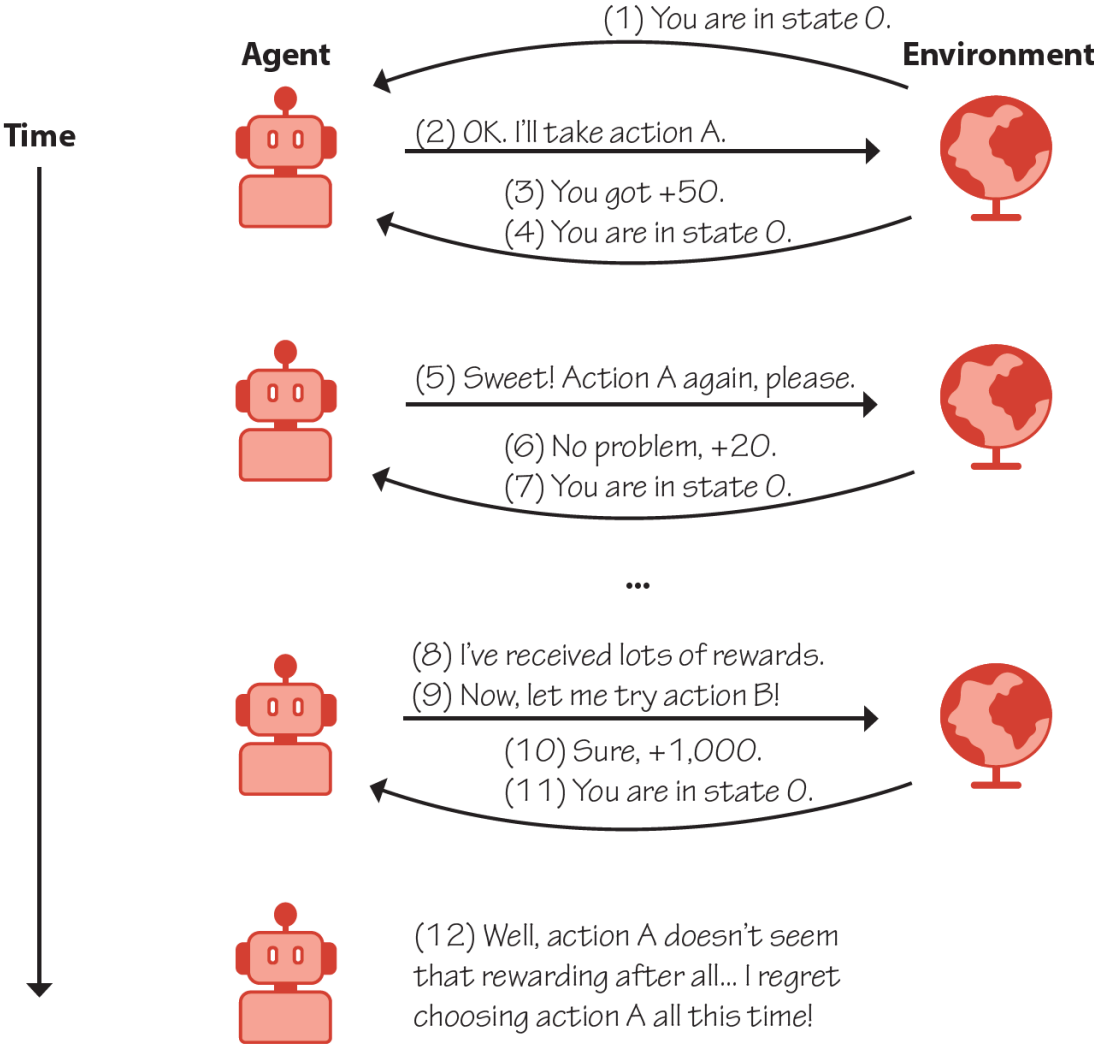 (1) You are in state 0.
Agent
Environment
Time
(2) OK. I'll take action A.
(3) You got +50.
(4) You are in state 0.
(5) Sweet! Action A again, please.
(6) No problem, +20.
(7) You are in state 0.
...
(8) I've received lots of rewards.
(9) Now, let me try action B!
(10) Sure, +1,000.
(11) You are in state 0.
(12) Well, action A doesn't seem
that rewarding after all... I regret
choosing action A all this time!